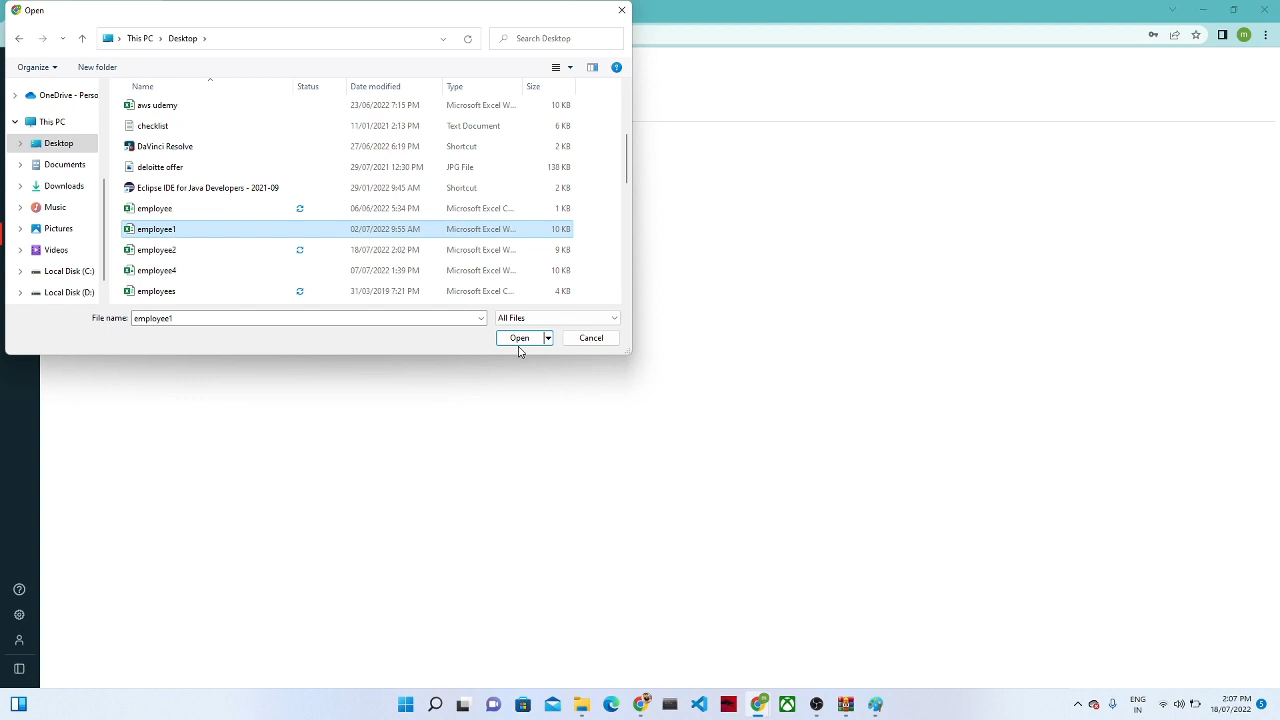 Open
This PC > Desktop >
Search Desktop
Organize
New folder
Name Status Date modified Type Size
OneDrive - Perso
This PC
Desktop
Documents
Downloads
Music
Pictures
Videos
Local Disk (C:)
Local Disk (D:)
aws udemy 23/06/2022 7:15 PM Microsoft Excel W... 10 KB
checklist 11/01/2021 2:13 PM Text Document 6 KB
DaVinci Resolve 27/06/2022 6:19 PM Shortcut 2 KB
deloitte offer 29/07/2021 12:30 PM JPG File 138 KB
Eclipse IDE for Java Developers - 2021-09 29/01/2022 9:45 AM Shortcut 2 KB
employee 06/06/2022 5:34 PM Microsoft Excel C... 1 KB
employee1 02/07/2022 9:55 AM Microsoft Excel W... 10 KB
employee2 18/07/2022 2:02 PM Microsoft Excel W... 9 KB
employee4 07/07/2022 1:39 PM Microsoft Excel W... 10 KB
employees 31/03/2019 7:21 PM Microsoft Excel C... 4 KB
File name: employee1 All Files
Open Cancel
m
ENG
IN
2:07 PM
18/07/2022
5